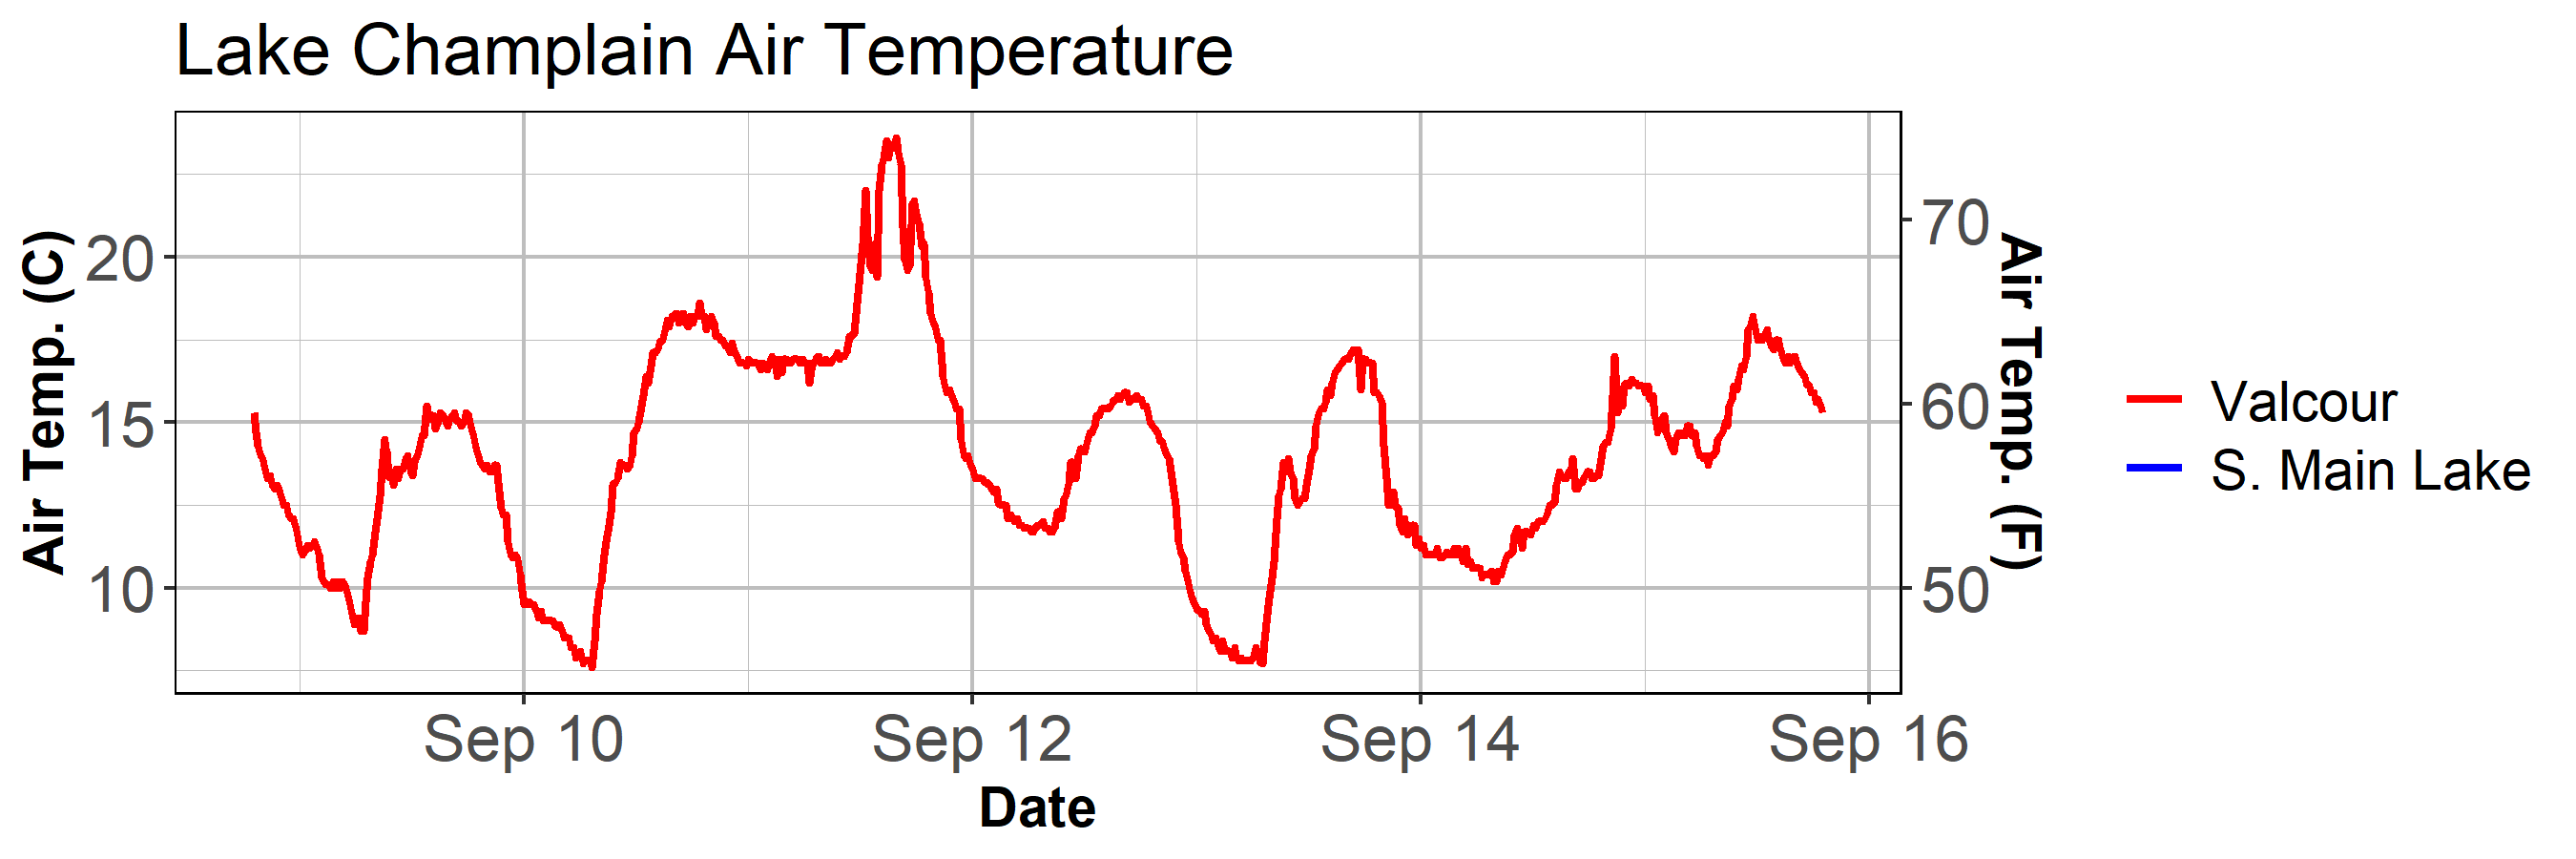 Lake Champlain Air Temperature
Air Temp. (C)
20
15
10
70
60
50
Air Temp. (F)
Sep 10
Sep 12
Sep 14
Sep 16
Date
Valcour
S. Main Lake